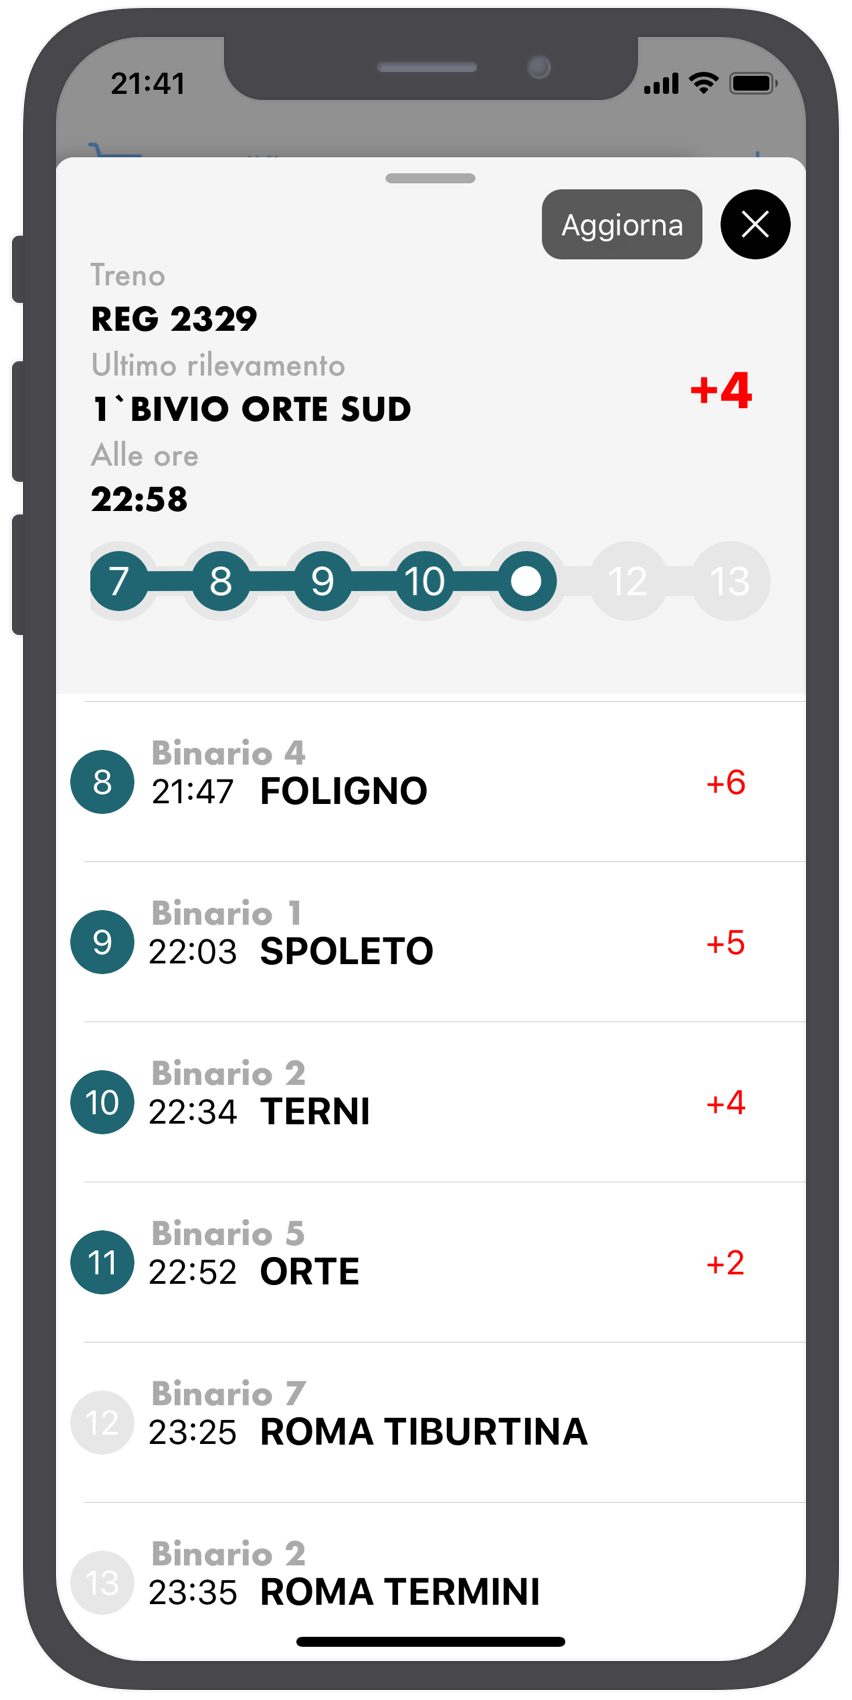 21:41
Aggiorna
Treno
REG 2329
Ultimo rilevamento
1`BIVIO ORTE SUD
+4
Alle ore
22:58
7 8 9 10 12 13
Binario 4
8 21:47 FOLIGNO +6
Binario 1
9 22:03 SPOLETO +5
Binario 2
10 22:34 TERNI +4
Binario 5
11 22:52 ORTE +2
Binario 7
12 23:25 ROMA TIBURTINA
Binario 2
13 23:35 ROMA TERMINI